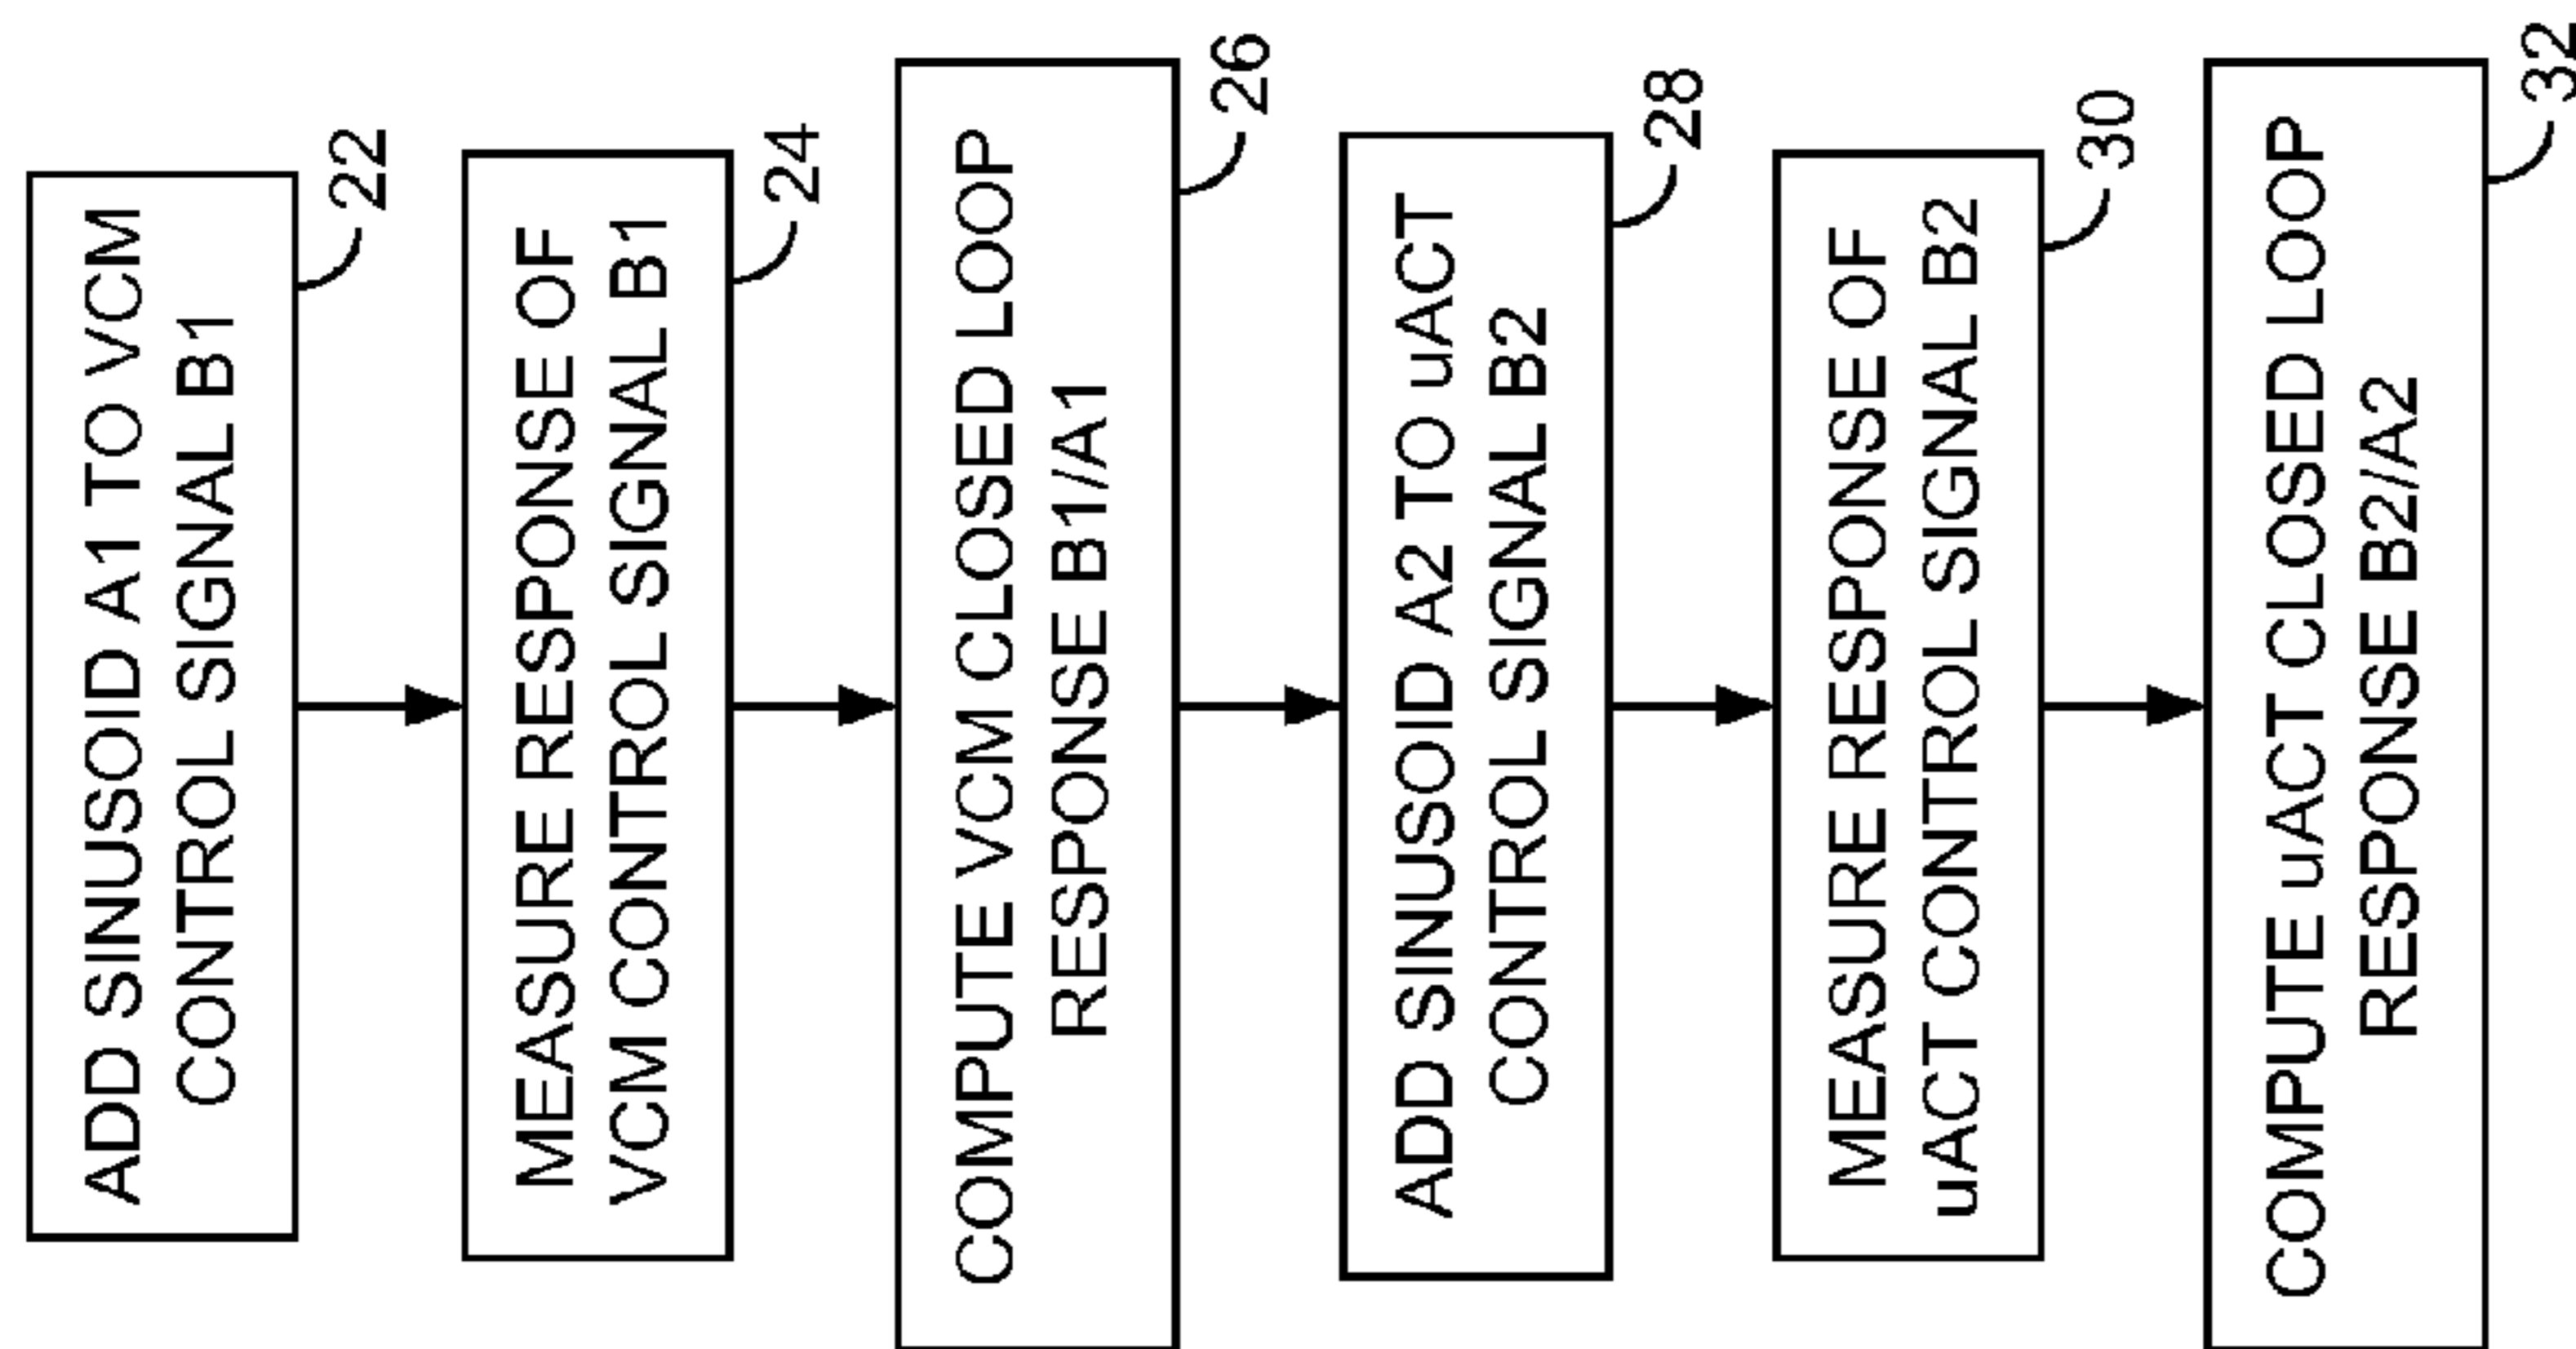 ADD SINUSOID A1 TO VCM
CONTROL SIGNAL B1
22
MEASURE RESPONSE OF
VCM CONTROL SIGNAL B1
24
COMPUTE VCM CLOSED LOOP
RESPONSE B1/A1
26
ADD SINUSOID A2 TO uACT
CONTROL SIGNAL B2
28
MEASURE RESPONSE OF
uACT CONTROL SIGNAL B2
30
COMPUTE uACT CLOSED LOOP
RESPONSE B2/A2
32